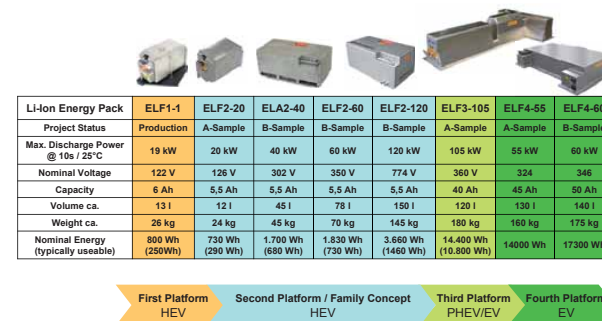 Li-Ion Energy Pack ELF1-1 ELF2-20 ELA2-40 ELF2-60 ELF2-120 ELF3-105 ELF4-55 ELF4-60
Project Status Production A-Sample B-Sample B-Sample B-Sample A-Sample A-Sample B-Sample
Max. Discharge Power
@ 10s / 25°C 19 kW 20 kW 40 kW 60 kW 120 kW 105 kW 55 kW 60 kW
Nominal Voltage 122 V 126 V 302 V 350 V 774 V 360 V 324 346
Capacity 6 Ah 5,5 Ah 5,5 Ah 5,5 Ah 5,5 Ah 40 Ah 45 Ah 50 Ah
Volume ca. 13 l 12 l 45 l 78 l 150 l 120 l 130 l 140 l
Weight ca. 26 kg 24 kg 45 kg 70 kg 145 kg 180 kg 160 kg 175 kg
Nominal Energy 800 Wh 730 Wh 1.700 Wh 1.830 Wh 3.660 Wh 14.400 Wh 14000 Wh 17300 Wh
(typically useable) (250Wh) (290 Wh) (680 Wh) (730 Wh) (1460 Wh) (10.800 Wh)
First Platform Second Platform / Family Concept Third Platform Fourth Platform
HEV HEV PHEV/EV EV